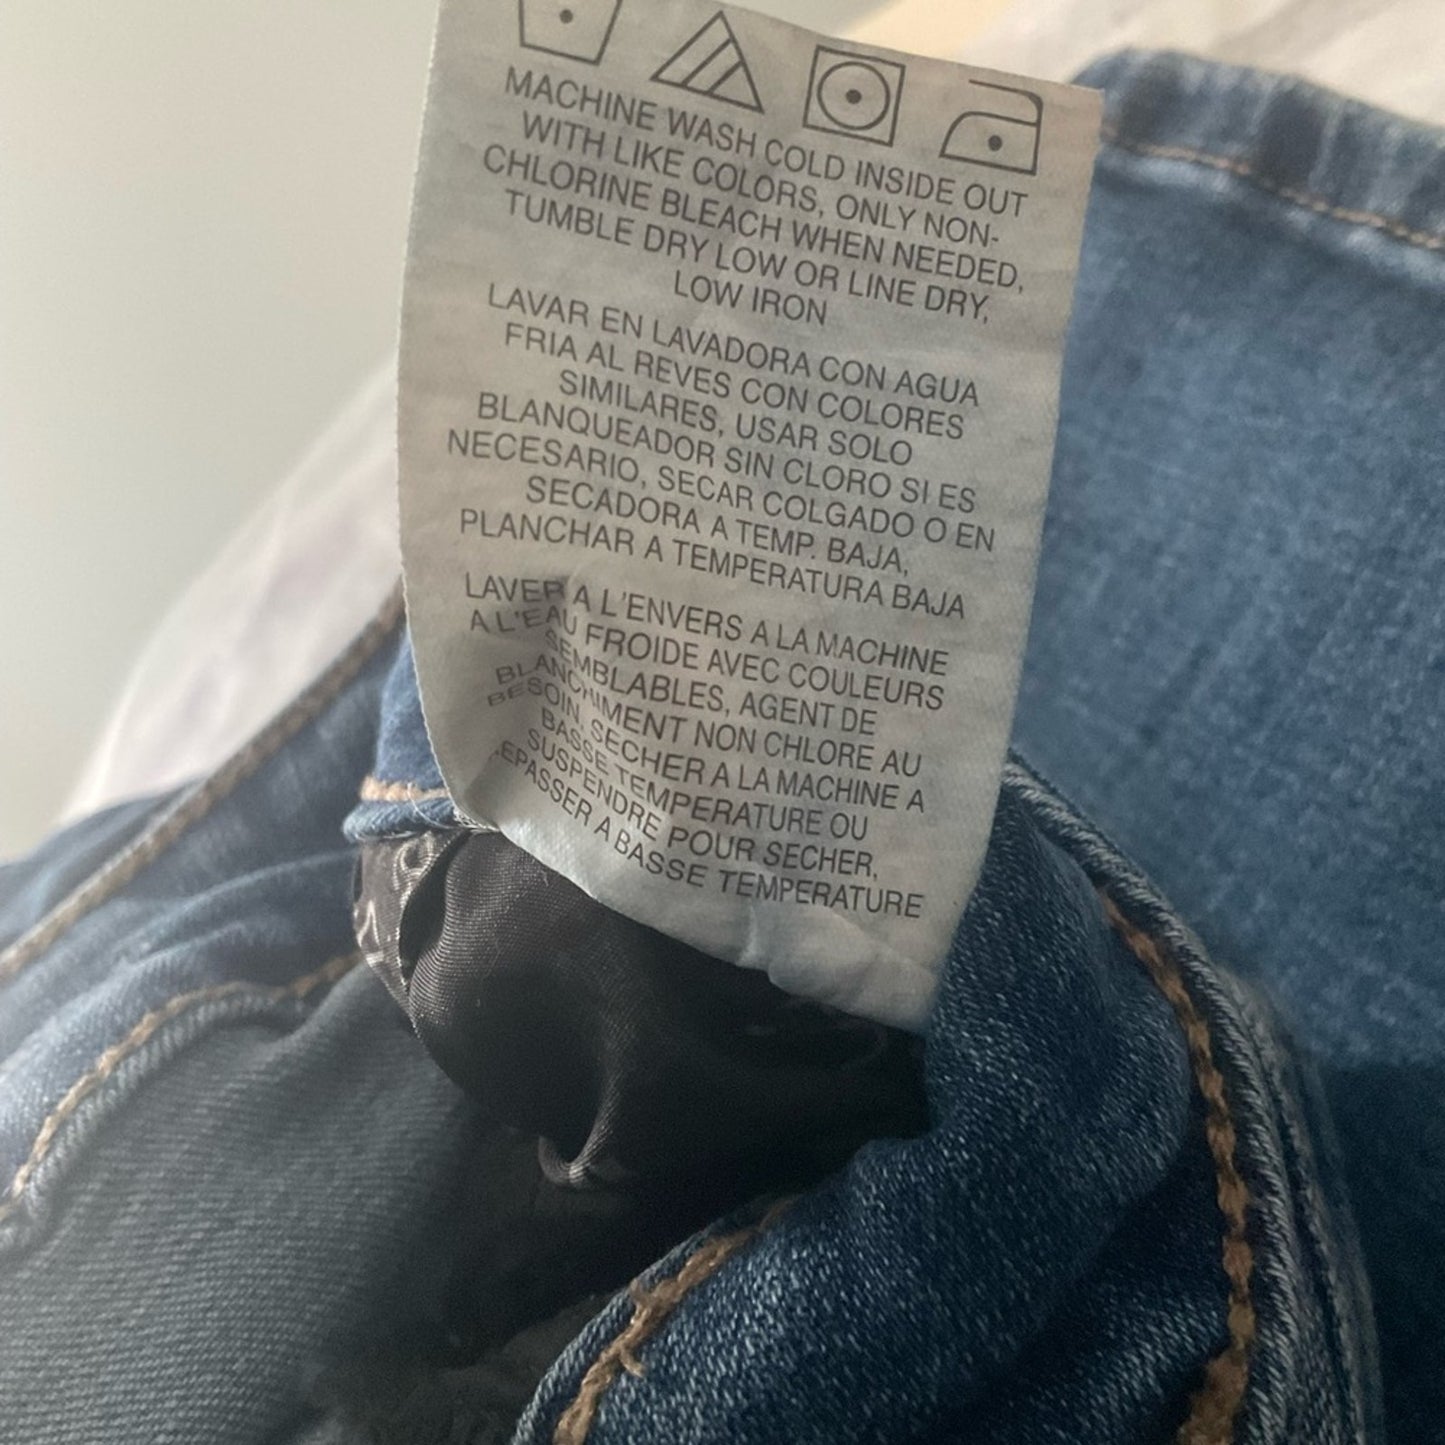 MACHINE WASH COLD INSIDE OUT
WITH LIKE COLORS, ONLY NON-
CHLORINE BLEACH WHEN NEEDED,
TUMBLE DRY LOW OR LINE DRY,
LOW IRON
LAVAR EN LAVADORA CON AGUA
FRIA AL REVES CON COLORES
SIMILARES, USAR SOLO
BLANQUEADOR SIN CLORO SI ES
NECESARIO, SECAR COLGADO O EN
SECADORA A TEMP. BAJA,
PLANCHAR A TEMPERATURA BAJA
LAVER A L'ENVERS A LA MACHINE
A L'EAU FROIDE AVEC COULEURS
SEMBLABLES, AGENT DE
BLANCHIMENT NON CHLORE AU
BESOIN, SECHER A LA MACHINE A
BASSE TEMPERATURE OU
SUSPENDRE POUR SECHER,
REPASSER A BASSE TEMPERATURE